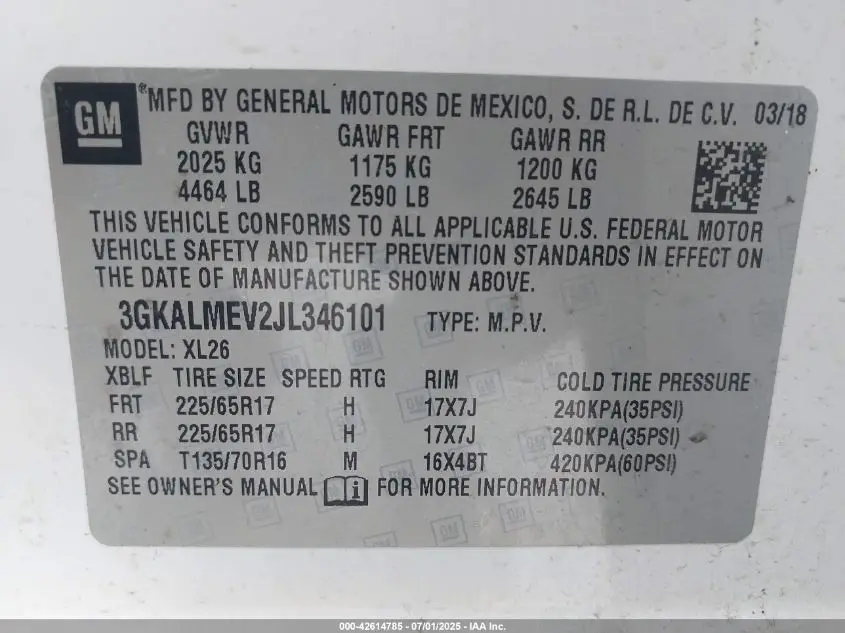 GM ® MFD BY GENERAL MOTORS DE MEXICO, S. DE R.L. DE C.V. 03/18
GVWR GAWR FRT GAWR RR
2025 KG 1175 KG 1200 KG
4464 LB 2590 LB 2645 LB
THIS VEHICLE CONFORMS TO ALL APPLICABLE U.S. FEDERAL MOTOR
VEHICLE SAFETY AND THEFT PREVENTION STANDARDS IN EFFECT ON
THE DATE OF MANUFACTURE SHOWN ABOVE.
3GKALMEV2JL346101 TYPE: M.P.V.
MODEL: XL26
XBLF TIRE SIZE SPEED RTG RIM COLD TIRE PRESSURE
FRT 225/65R17 H 17X7J 240KPA(35PSI)
RR 225/65R17 H 17X7J 240KPA(35PSI)
SPA T135/70R16 M 16X4BT 420KPA(60PSI)
SEE OWNER'S MANUAL i FOR MORE INFORMATION.
000-42614785 - 07/01/2025 - IAA Inc.